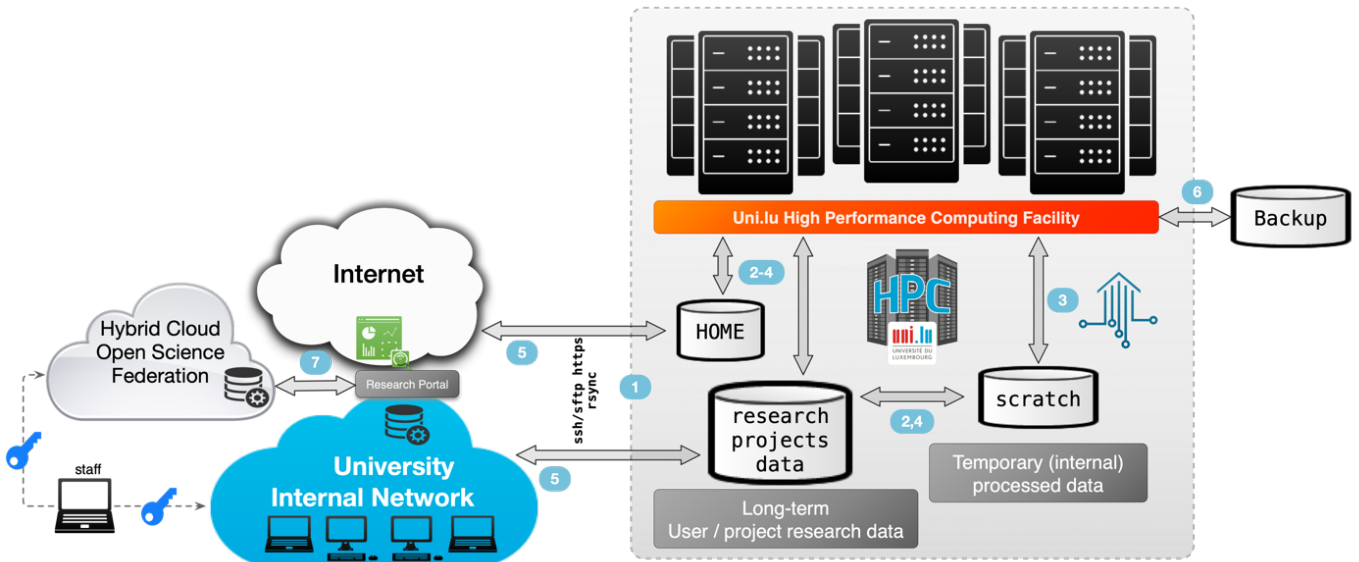 Uni.lu High Performance Computing Facility
6
Backup
Internet
2-4
HPC
uni.lu
UNIVERSITÉ DU
LUXEMBOURG
3
HOME
Hybrid Cloud
Open Science
Federation
7
Research Portal
5
ssh/sftp https
rsync
1
research
projects
data
2,4
scratch
University
Internal Network
5
staff
Temporary (internal)
processed data
Long-term
User / project research data